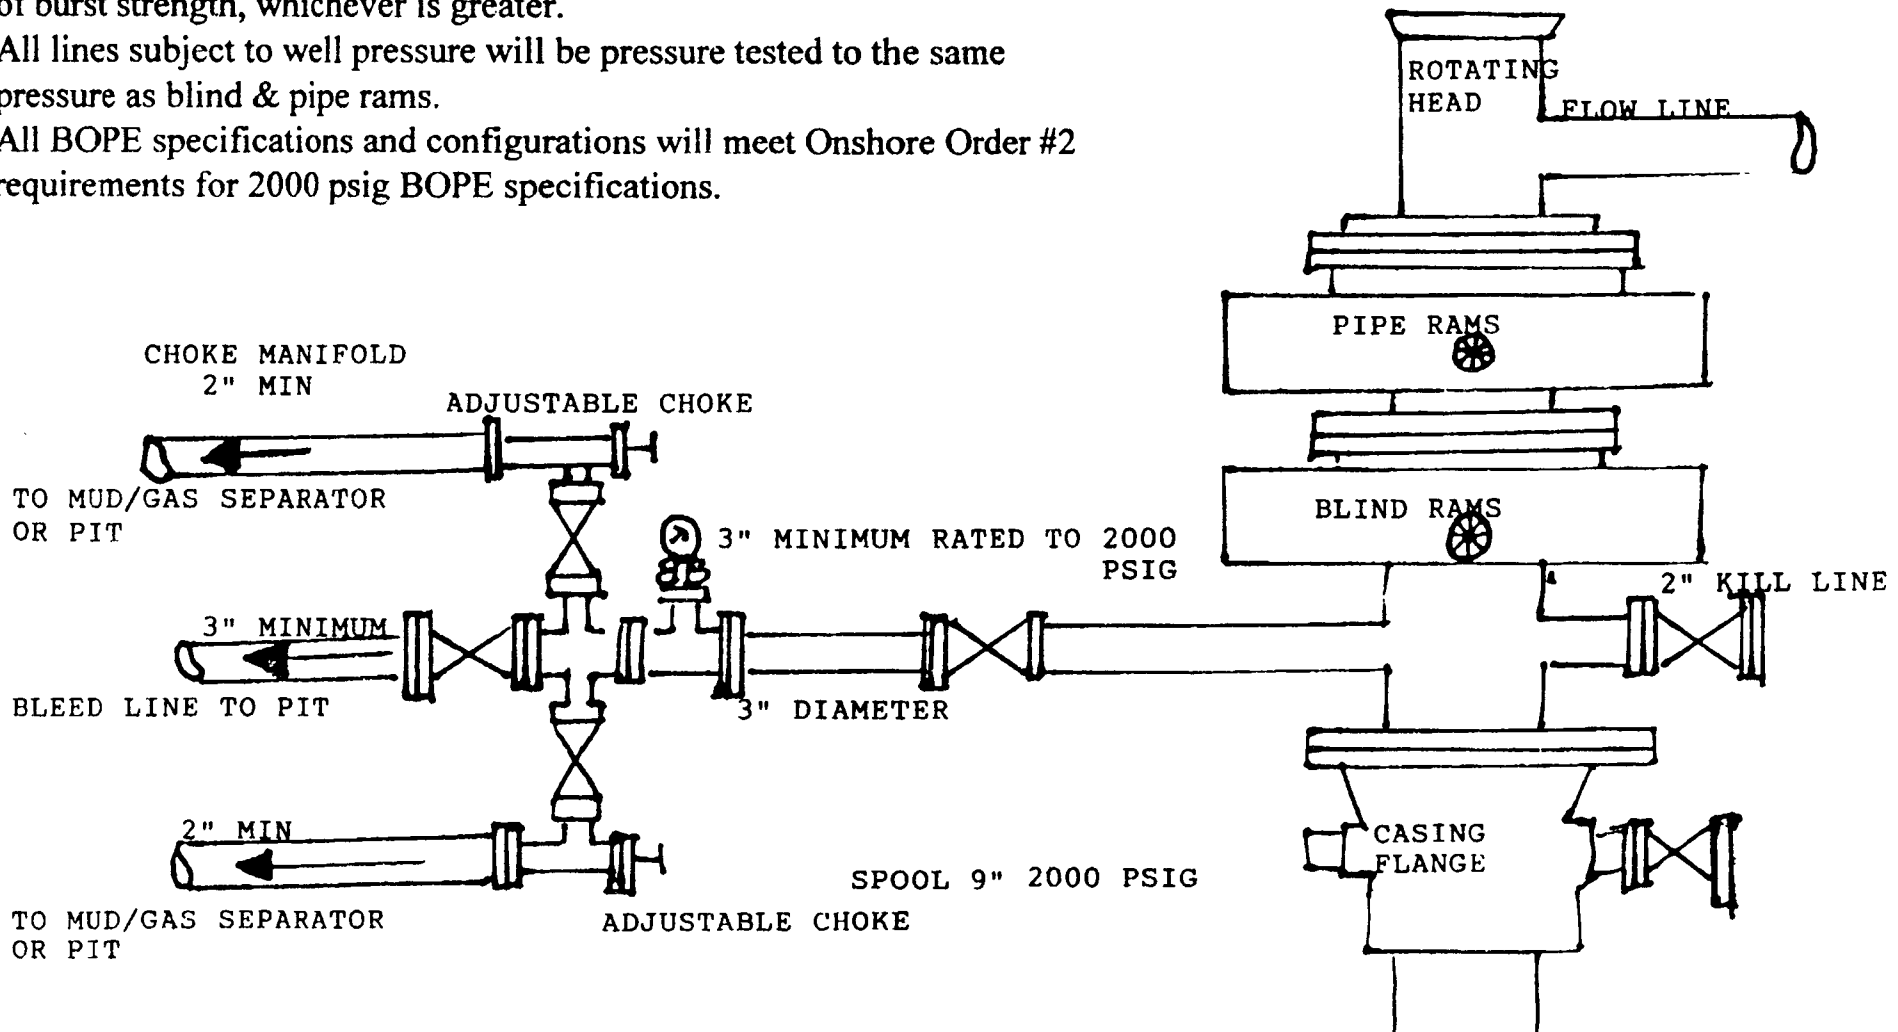 of burst strength, whichever is greater.
All lines subject to well pressure will be pressure tested to the same
pressure as blind & pipe rams.
All BOPE specifications and configurations will meet Onshore Order #2
requirements for 2000 psig BOPE specifications.
ROTATING
HEAD
FLOW LINE
PIPE RAMS
CHOKE MANIFOLD
2" MIN
ADJUSTABLE CHOKE
TO MUD/GAS SEPARATOR
OR PIT
BLIND RAMS
3" MINIMUM RATED TO 2000
PSIG
2" KILL LINE
3" MINIMUM
BLEED LINE TO PIT
3" DIAMETER
2" MIN
CASING
FLANGE
SPOOL 9" 2000 PSIG
TO MUD/GAS SEPARATOR
OR PIT
ADJUSTABLE CHOKE